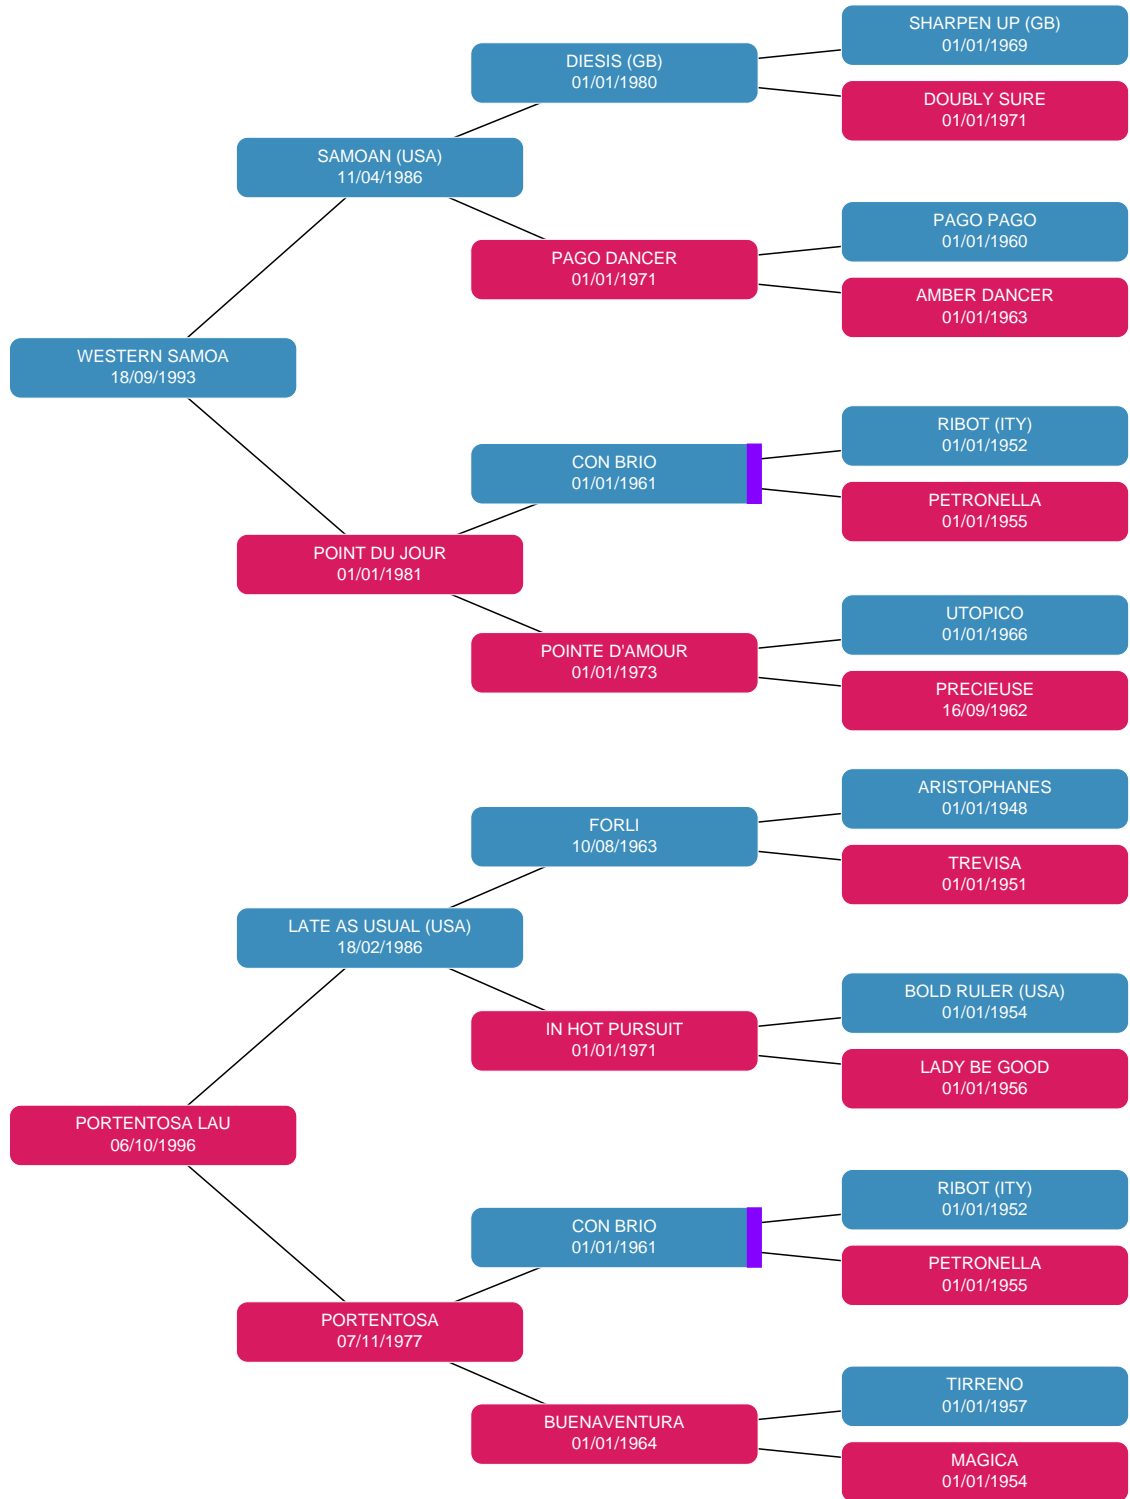 SHARPEN UP (GB)
01/01/1969
DIESIS (GB)
01/01/1980
DOUBLY SURE
01/01/1971
SAMOAN (USA)
11/04/1986
PAGO PAGO
01/01/1960
PAGO DANCER
01/01/1971
AMBER DANCER
01/01/1963
WESTERN SAMOA
18/09/1993
RIBOT (ITY)
01/01/1952
CON BRIO
01/01/1961
PETRONELLA
01/01/1955
POINT DU JOUR
01/01/1981
UTOPICO
01/01/1966
POINTE D'AMOUR
01/01/1973
PRECIEUSE
16/09/1962
ARISTOPHANES
01/01/1948
FORLI
10/08/1963
TREVISA
01/01/1951
LATE AS USUAL (USA)
18/02/1986
BOLD RULER (USA)
01/01/1954
IN HOT PURSUIT
01/01/1971
LADY BE GOOD
01/01/1956
PORTENTOSA LAU
06/10/1996
RIBOT (ITY)
01/01/1952
CON BRIO
01/01/1961
PETRONELLA
01/01/1955
PORTENTOSA
07/11/1977
TIRRENO
01/01/1957
BUENAVENTURA
01/01/1964
MAGICA
01/01/1954